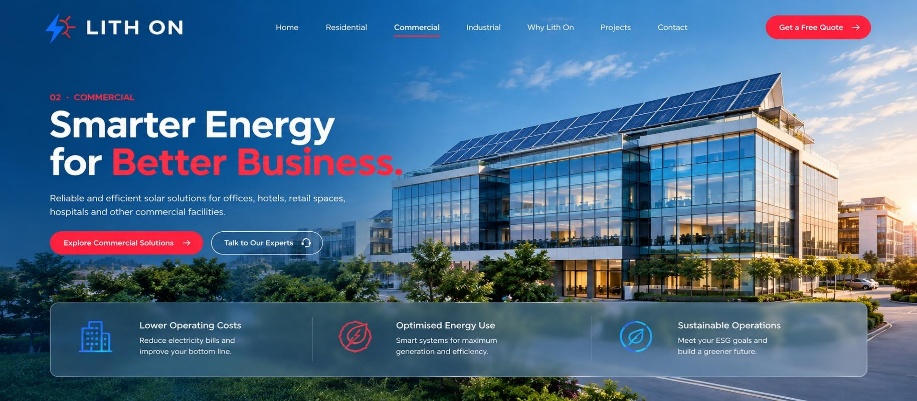 LITH ON
Home
Residential
Commercial
Industrial
Why Lith On
Projects
Contact
Get a Free Quote
02 · COMMERCIAL
Smarter Energy
for Better Business.
Reliable and efficient solar solutions for offices, hotels, retail spaces,
hospitals and other commercial facilities.
Explore Commercial Solutions
Talk to Our Experts
Lower Operating Costs
Reduce electricity bills and
improve your bottom line.
Optimised Energy Use
Smart systems for maximum
generation and efficiency.
Sustainable Operations
Meet your ESG goals and
build a greener future.